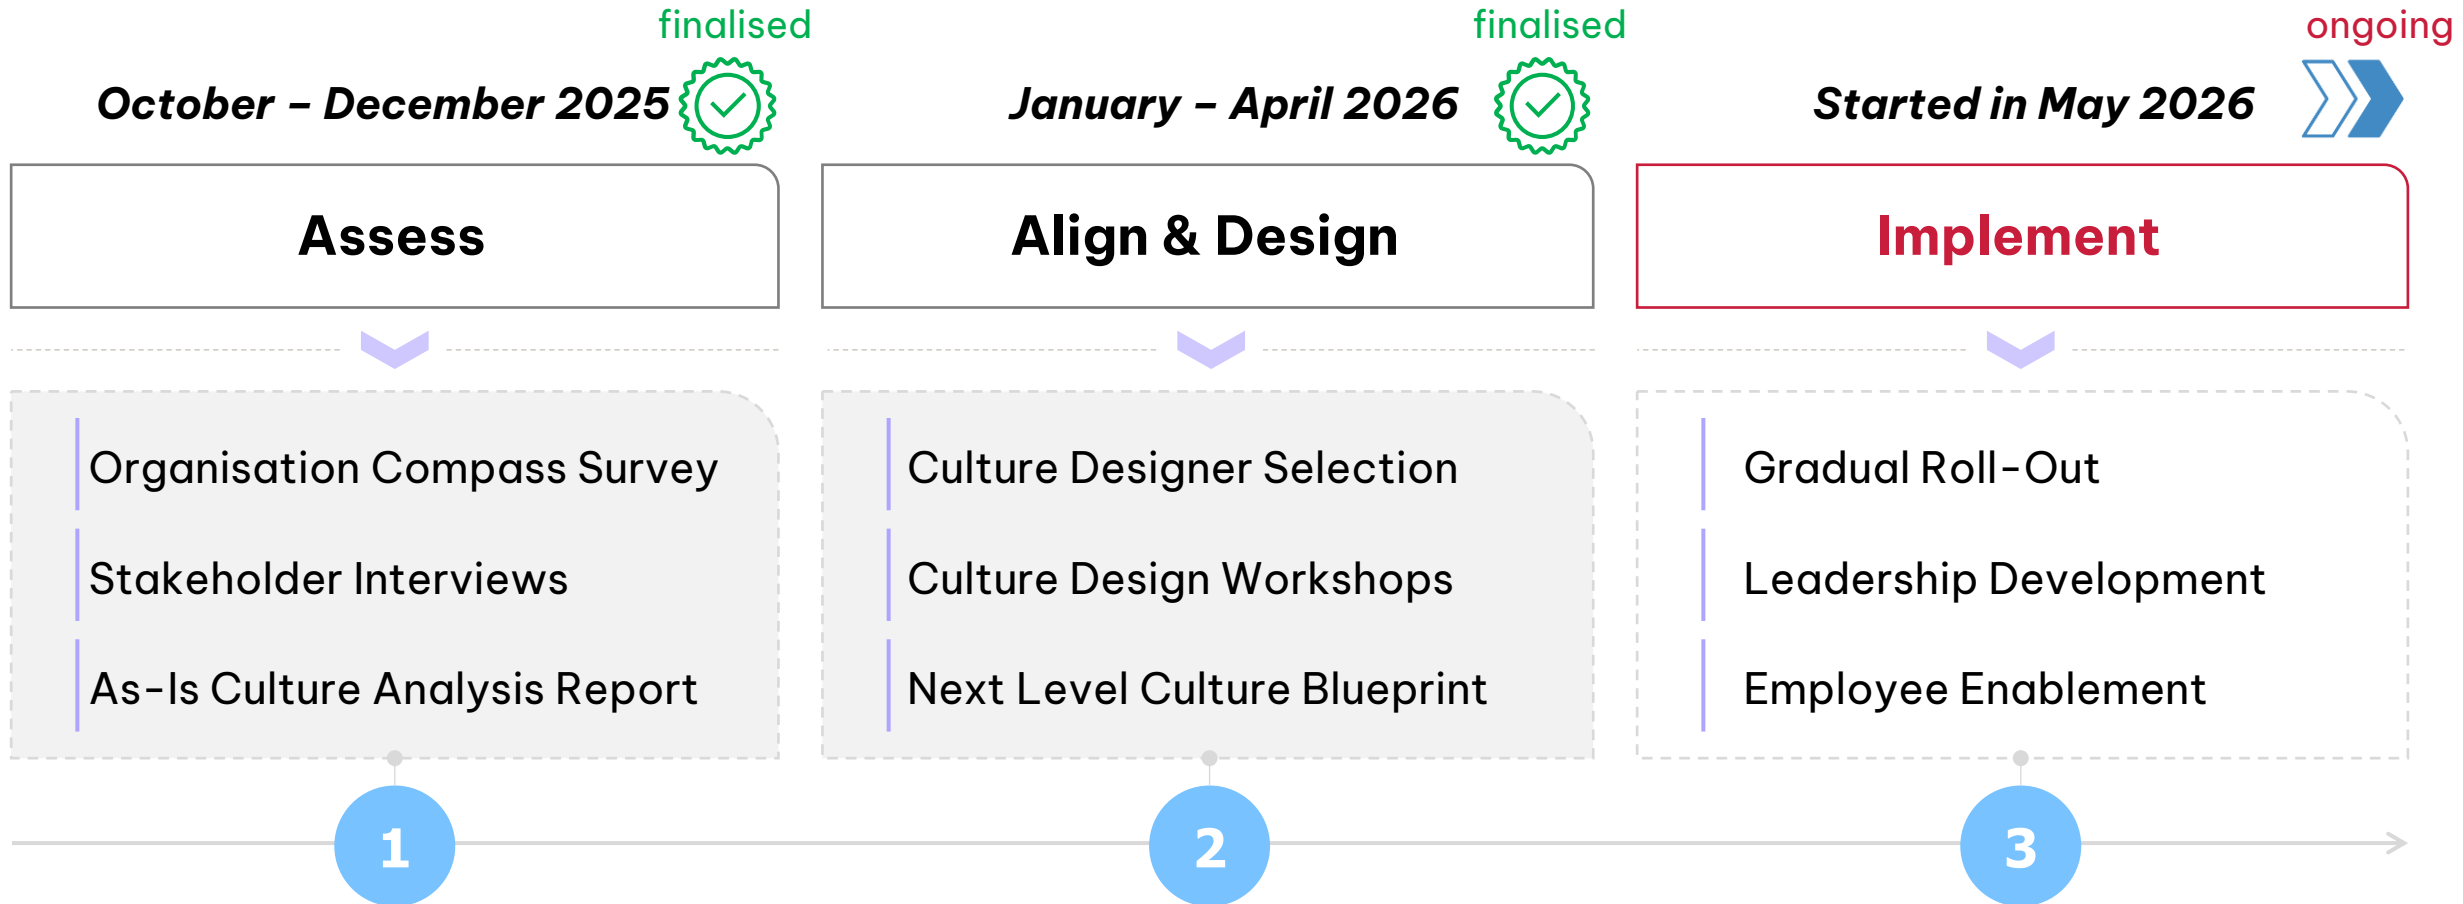 finalised
October – December 2025
Assess
Organisation Compass Survey
Stakeholder Interviews
As-Is Culture Analysis Report
1
finalised
January – April 2026
Align & Design
Culture Designer Selection
Culture Design Workshops
Next Level Culture Blueprint
2
ongoing
Started in May 2026
Implement
Gradual Roll-Out
Leadership Development
Employee Enablement
3